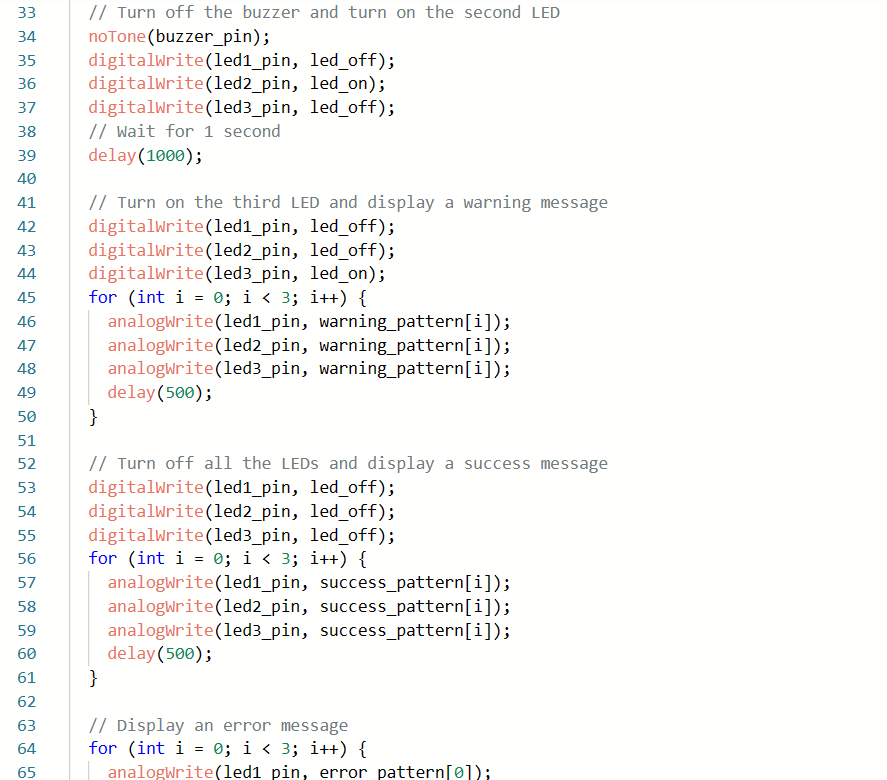 33 // Turn off the buzzer and turn on the second LED
34 noTone(buzzer_pin);
35 digitalWrite(led1_pin, led_off);
36 digitalWrite(led2_pin, led_on);
37 digitalWrite(led3_pin, led_off);
38 // Wait for 1 second
39 delay(1000);
40
41 // Turn on the third LED and display a warning message
42 digitalWrite(led1_pin, led_off);
43 digitalWrite(led2_pin, led_off);
44 digitalWrite(led3_pin, led_on);
45 for (int i = 0; i < 3; i++) {
46   analogWrite(led1_pin, warning_pattern[i]);
47   analogWrite(led2_pin, warning_pattern[i]);
48   analogWrite(led3_pin, warning_pattern[i]);
49   delay(500);
50 }
51
52 // Turn off all the LEDs and display a success message
53 digitalWrite(led1_pin, led_off);
54 digitalWrite(led2_pin, led_off);
55 digitalWrite(led3_pin, led_off);
56 for (int i = 0; i < 3; i++) {
57   analogWrite(led1_pin, success_pattern[i]);
58   analogWrite(led2_pin, success_pattern[i]);
59   analogWrite(led3_pin, success_pattern[i]);
60   delay(500);
61 }
62
63 // Display an error message
64 for (int i = 0; i < 3; i++) {
65   analogWrite(led1_pin, error_pattern[0]);